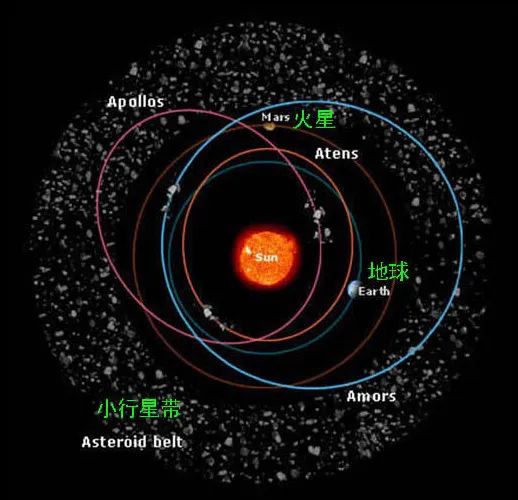 Apollos
Mars 火星
Atens
Sun
地球
Earth
小行星带
Amors
Asteroid belt